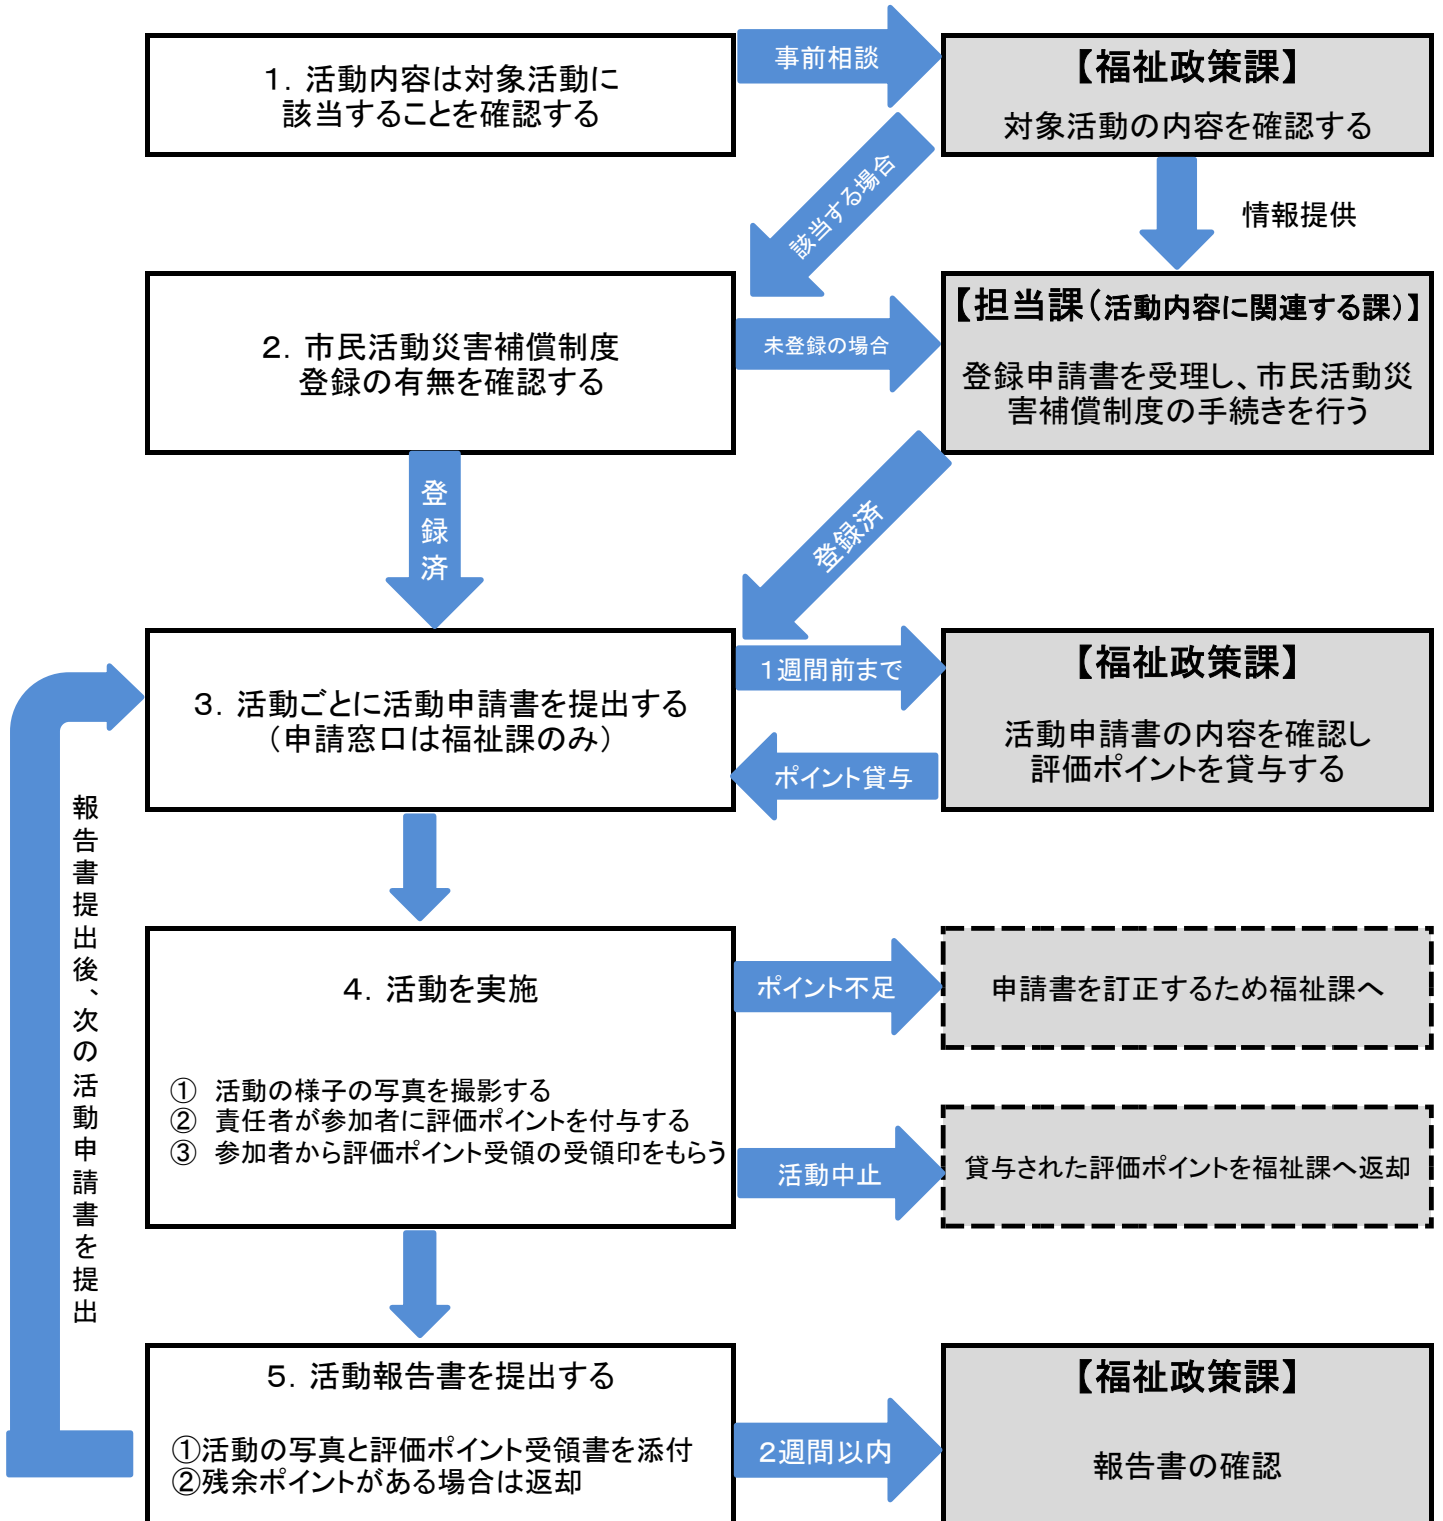 1．活動内容は対象活動に
該当することを確認する
事前相談
【福祉政策課】
対象活動の内容を確認する
該当する場合
情報提供
2．市民活動災害補償制度
登録の有無を確認する
未登録の場合
【担当課（活動内容に関連する課）】
登録申請書を受理し、市民活動災
害補償制度の手続きを行う
登録済
登録済
3．活動ごとに活動申請書を提出する
（申請窓口は福祉課のみ）
1週間前まで
ポイント貸与
【福祉政策課】
活動申請書の内容を確認し
評価ポイントを貸与する
報告書提出後、次の活動申請書を提出
4．活動を実施
① 活動の様子の写真を撮影する
② 責任者が参加者に評価ポイントを付与する
③ 参加者から評価ポイント受領の受領印をもらう
ポイント不足
申請書を訂正するため福祉課へ
活動中止
貸与された評価ポイントを福祉課へ返却
5．活動報告書を提出する
①活動の写真と評価ポイント受領書を添付
②残余ポイントがある場合は返却
2週間以内
【福祉政策課】
報告書の確認